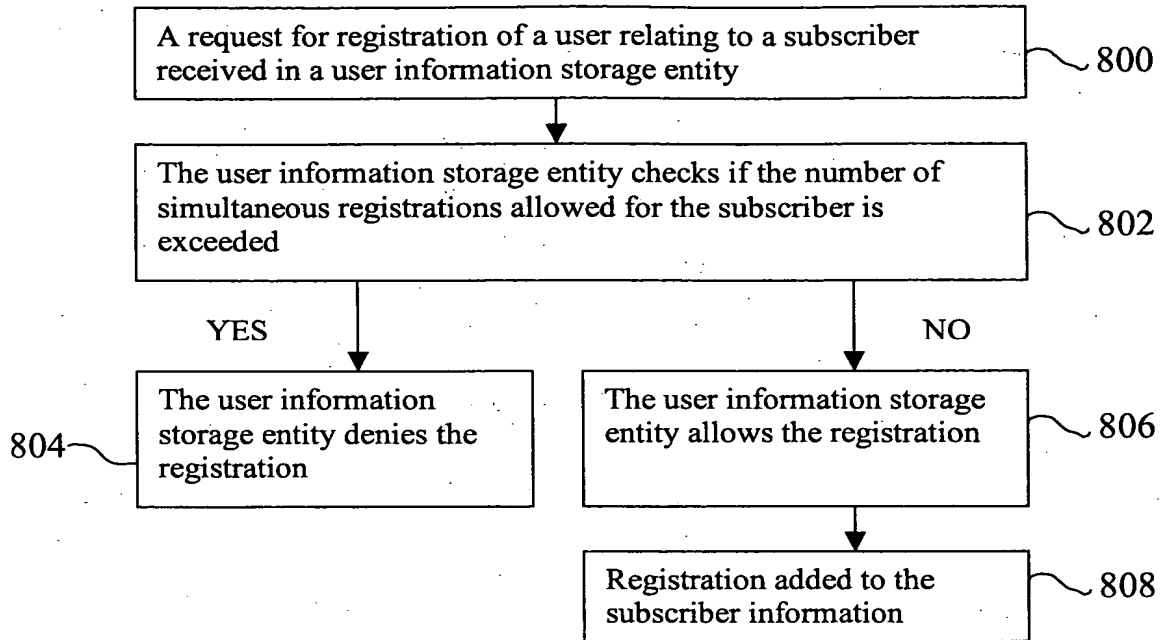 A request for registration of a user relating to a subscriber
received in a user information storage entity
800
The user information storage entity checks if the number of
simultaneous registrations allowed for the subscriber is
exceeded
802
YES
NO
The user information
storage entity denies the
registration
804
The user information storage
entity allows the registration
806
Registration added to the
subscriber information
808